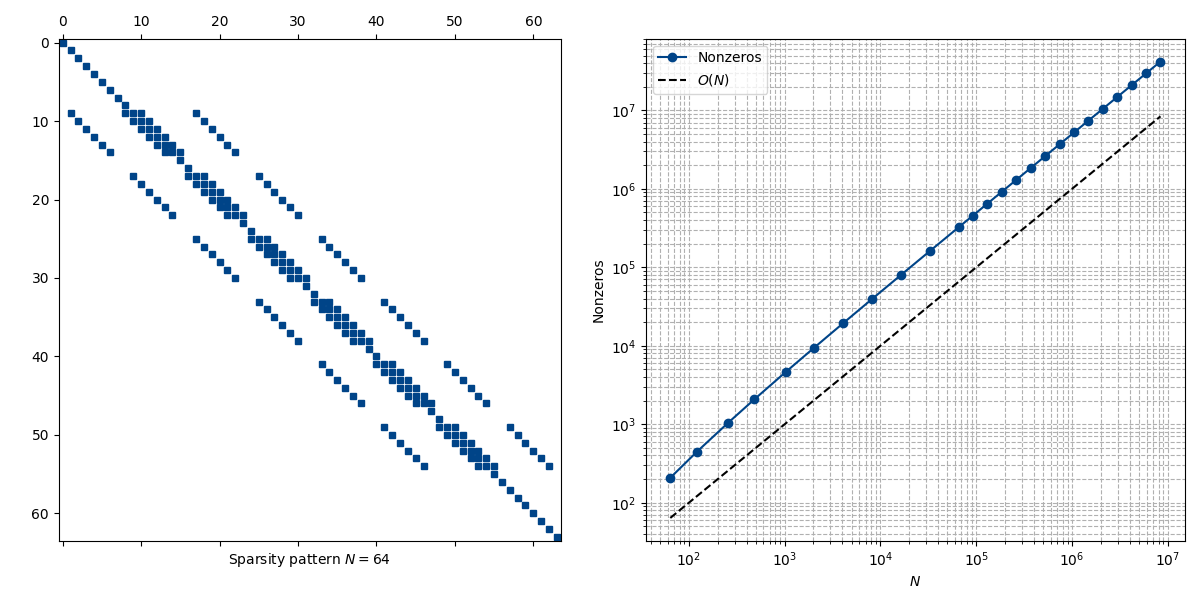 0 10 20 30 40 50 60
0
10
20
30
40
50
60
Sparsity pattern $N = 64$
Nonzeros
$O(N)$
$10^7$
$10^6$
$10^5$
$10^4$
$10^3$
$10^2$
Nonzeros
$10^2$ $10^3$ $10^4$ $10^5$ $10^6$ $10^7$
$N$